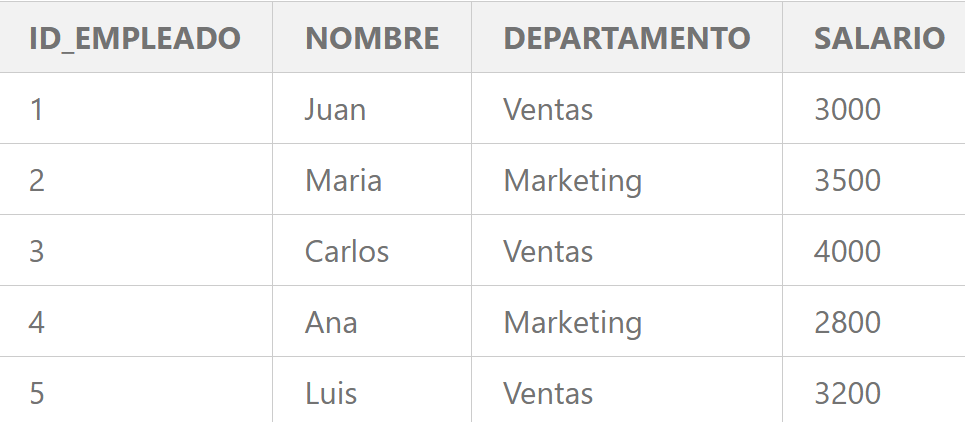 ID_EMPLEADO NOMBRE DEPARTAMENTO SALARIO
1 Juan Ventas 3000
2 Maria Marketing 3500
3 Carlos Ventas 4000
4 Ana Marketing 2800
5 Luis Ventas 3200